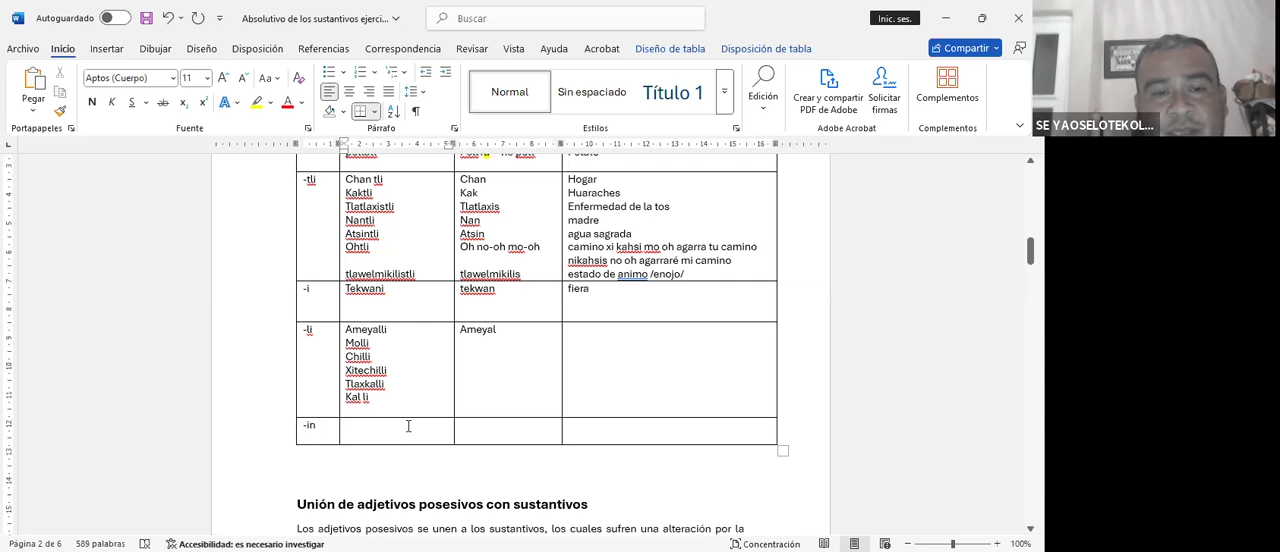 Autoguardado
Absolutivo de los sustantivos ejerci...
Buscar
Inic. ses.
Archivo Inicio Insertar Dibujar Diseño Disposición Referencias Correspondencia Revisar Vista Ayuda Acrobat Diseño de tabla Disposición de tabla
Compartir
Pegar
Aptos (Cuerpo) 11
N K S ab x₂ x²
Normal
Sin espaciado
Título 1
Edición
Crear y compartir PDF de Adobe
Solicitar firmas
Complementos
Portapapeles Fuente Párrafo Estilos Adobe Acrobat Complementos
SE YAOSELOTEKOL...
-tli Chan tli Chan Hogar
Kaktli Kak Huaraches
Tlatlaxistli Tlatlaxis Enfermedad de la tos
Nantli Nan madre
Atsintli Atsin agua sagrada
Ohtli Oh no-oh mo-oh camino xi kahsi mo oh agarra tu camino
nikahsis no oh agarraré mi camino
tlawelmikilistli tlawelmikilis estado de animo /enojo/
-i Tekwani tekwan fiera
-li Ameyalli Ameyal
Molli
Chilli
Xitechilli
Tlaxkalli
Kal li
-in
Unión de adjetivos posesivos con sustantivos
Los adjetivos posesivos se unen a los sustantivos, los cuales sufren una alteración por la
Página 2 de 6 589 palabras Accesibilidad: es necesario investigar Concentración 100%